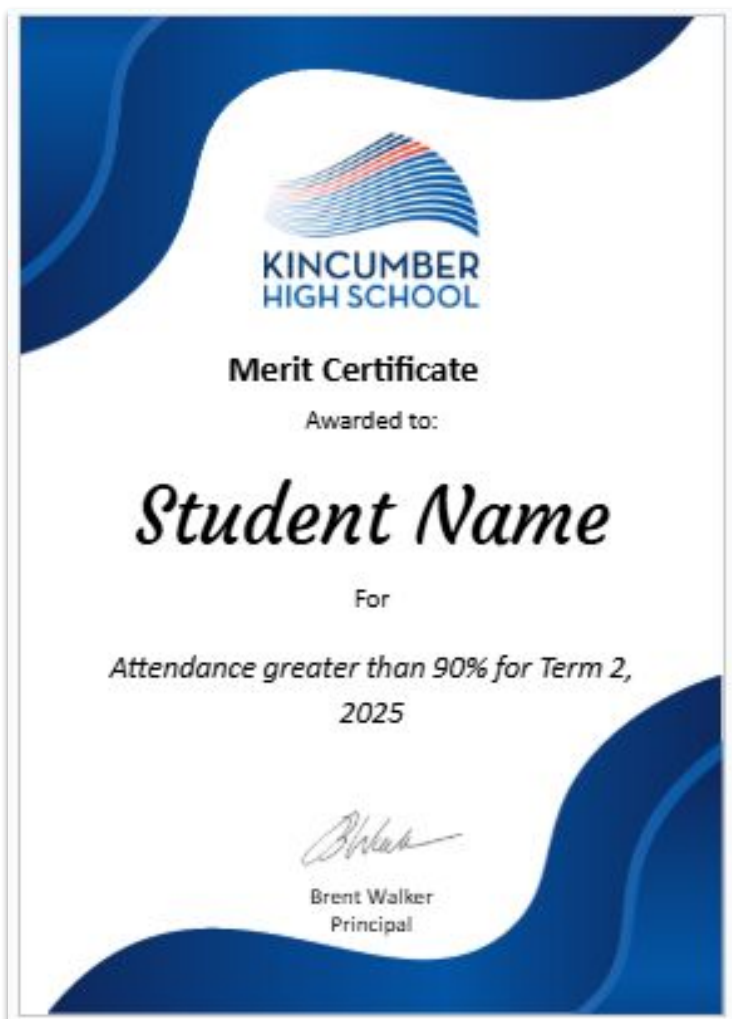 KINCUMBER
HIGH SCHOOL
Merit Certificate
Awarded to:
Student Name
For
Attendance greater than 90% for Term 2,
2025
Brent Walker
Principal